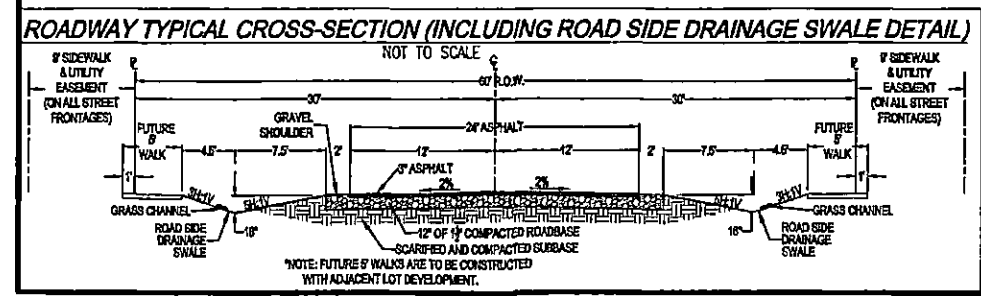 ROADWAY TYPICAL CROSS-SECTION (INCLUDING ROAD SIDE DRAINAGE SWALE DETAIL)
NOT TO SCALE
SIDEWALK
& UTILITY
EASEMENT
(ON ALL STREET
FRONTAGES)
60' R.O.W.
SIDEWALK
& UTILITY
EASEMENT
(ON ALL STREET
FRONTAGES)
30'
30'
GRAVEL
SHOULDER
24' ASPHALT
FUTURE
5'
WALK
4.5'
7.5'
2'
12'
12'
2'
7.5'
4.5'
FUTURE
5'
WALK
1'
3" ASPHALT
2%
2%
1'
3H:1V
3H:1V
GRASS CHANNEL
GRASS CHANNEL
ROAD SIDE
DRAINAGE
SWALE
18"
12" OF COMPACTED ROADBASE
SCARIFIED AND COMPACTED SUBBASE
18"
ROAD SIDE
DRAINAGE
SWALE
*NOTE: FUTURE 5' WALKS ARE TO BE CONSTRUCTED
WITH ADJACENT LOT DEVELOPMENT.